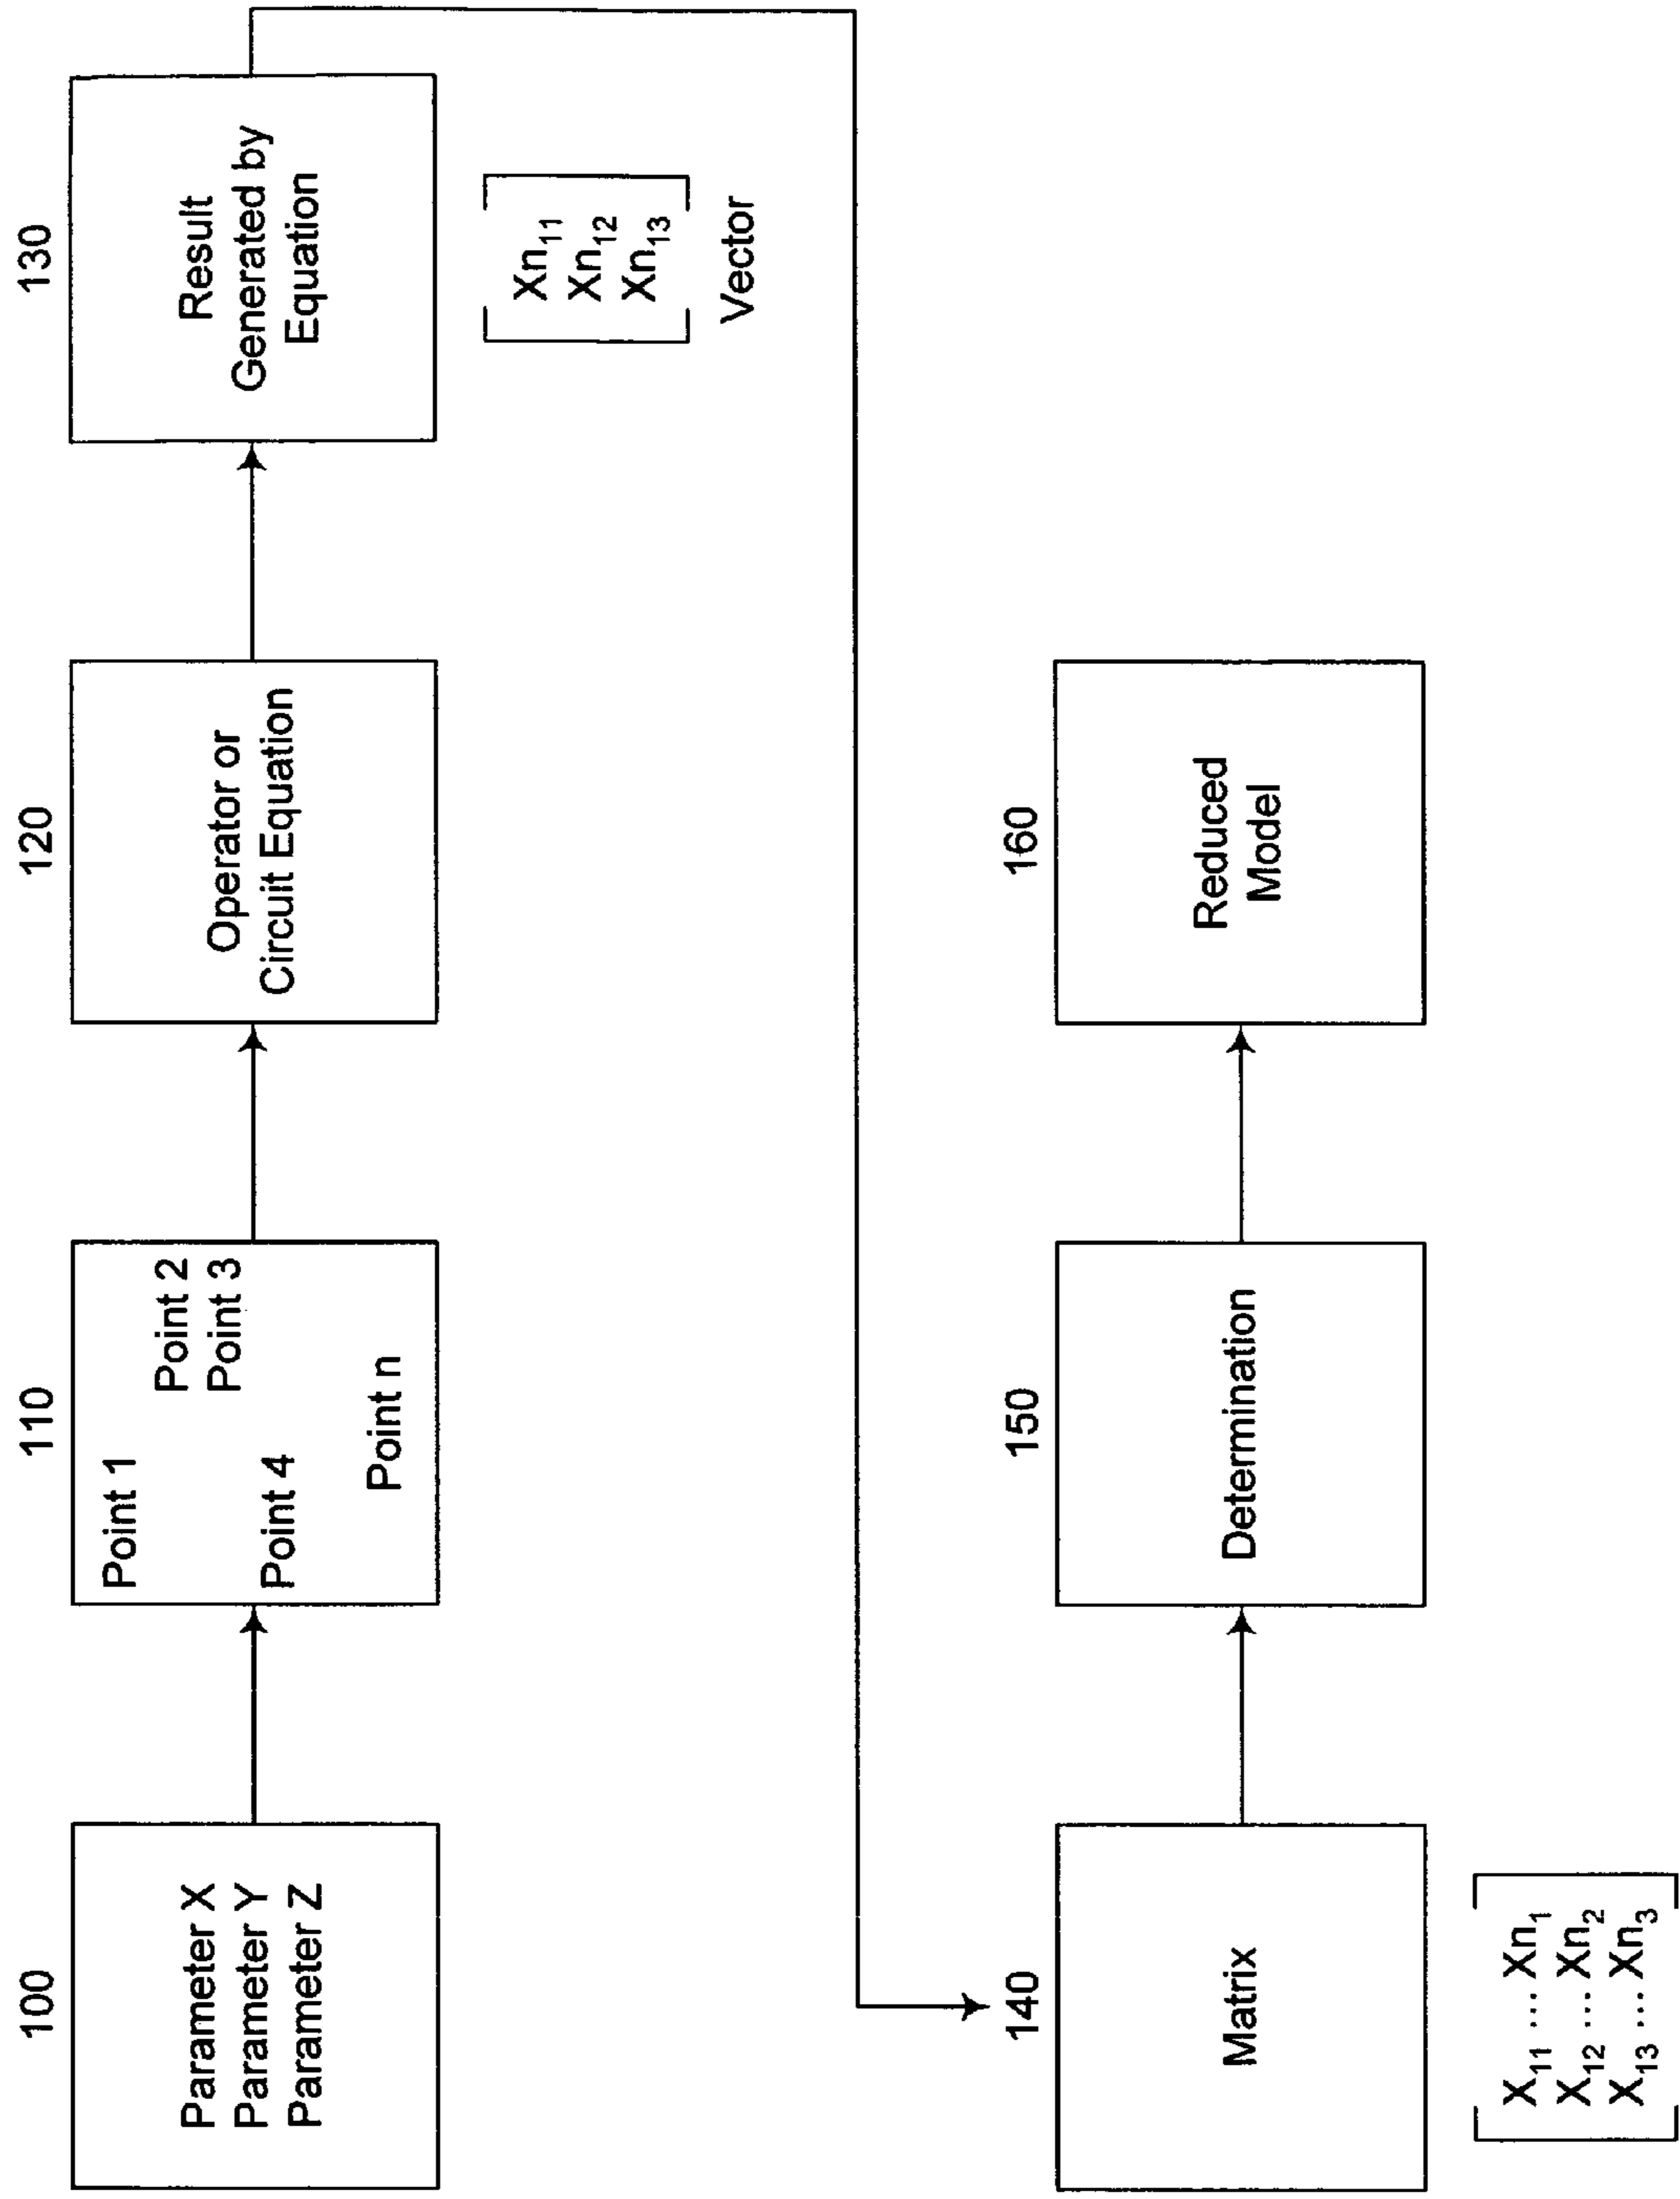 100
Parameter X
Parameter Y
Parameter Z
110
Point 1
Point 2
Point 3
Point 4
Point n
120
Operator or
Circuit Equation
130
Result
Generated by
Equation
Xn₁₁
Xn₁₂
Xn₁₃
Vector
140
Matrix
X₁₁ ... Xn₁
X₁₂ ... Xn₂
X₁₃ ... Xn₃
150
Determination
160
Reduced
Model